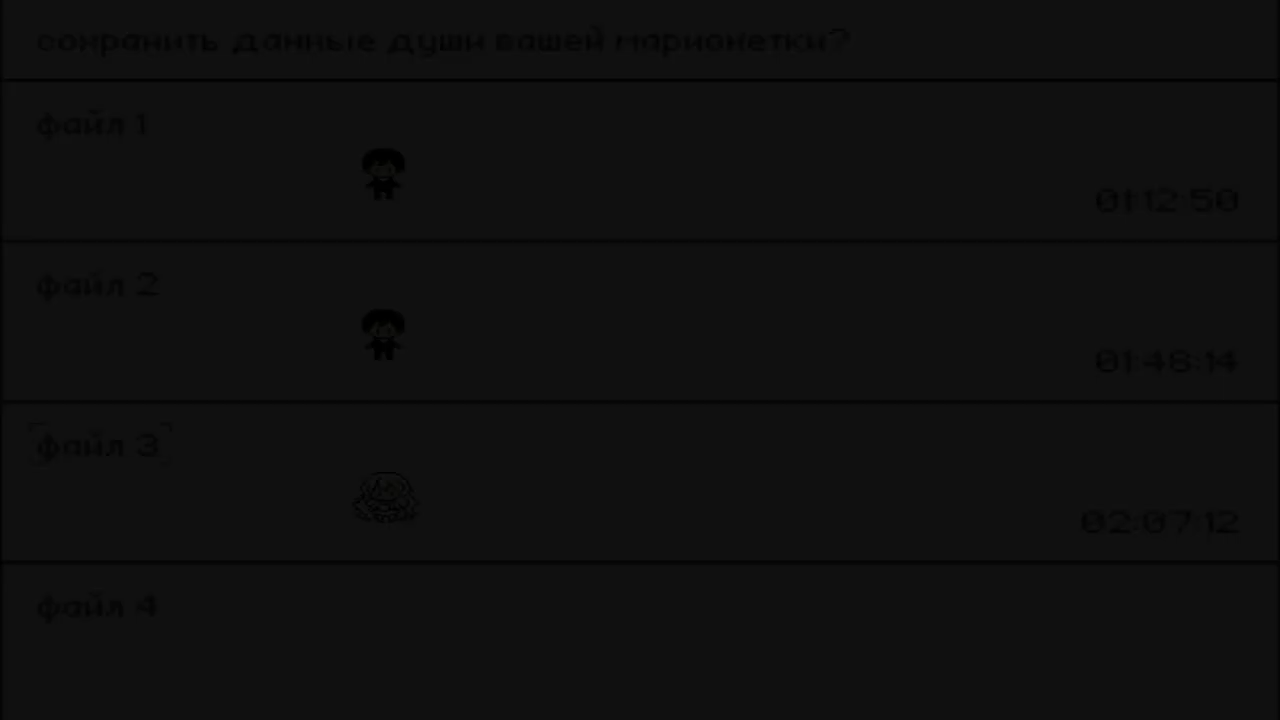 сохранить данные души вашей марионетки?
файл 1
01:12:50
файл 2
01:48:14
файл 3
02:07:12
файл 4